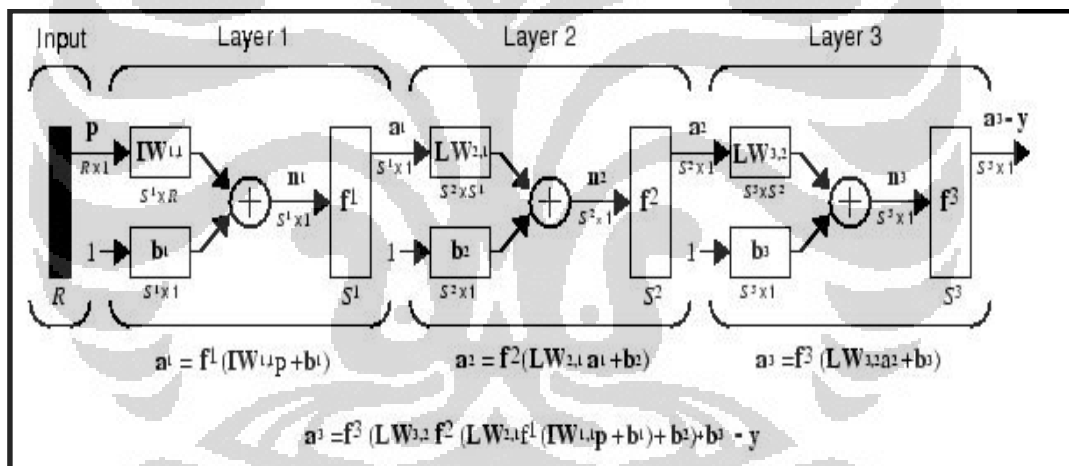 Input Layer 1 Layer 2 Layer 3
p a¹ a² a³ - y
IW¹,¹ LW²,¹ LW³,²
R x 1 n¹ S¹ x 1 n² S² x 1 n³ S³ x 1
S¹ x R f¹ S² x S¹ f² S³ x S² f³
S¹ x 1 S² x 1 S³ x 1
1 b¹ 1 b² 1 b³
R S¹ x 1 S¹ S² x 1 S² S³ x 1 S³
a¹ = f¹ (IW¹,¹p + b¹) a² = f² (LW²,¹ a¹ + b²) a³ = f³ (LW³,²a² + b³)
a³ = f³ (LW³,² f² (LW²,¹f¹ (IW¹,¹p + b¹) + b²) + b³ - y